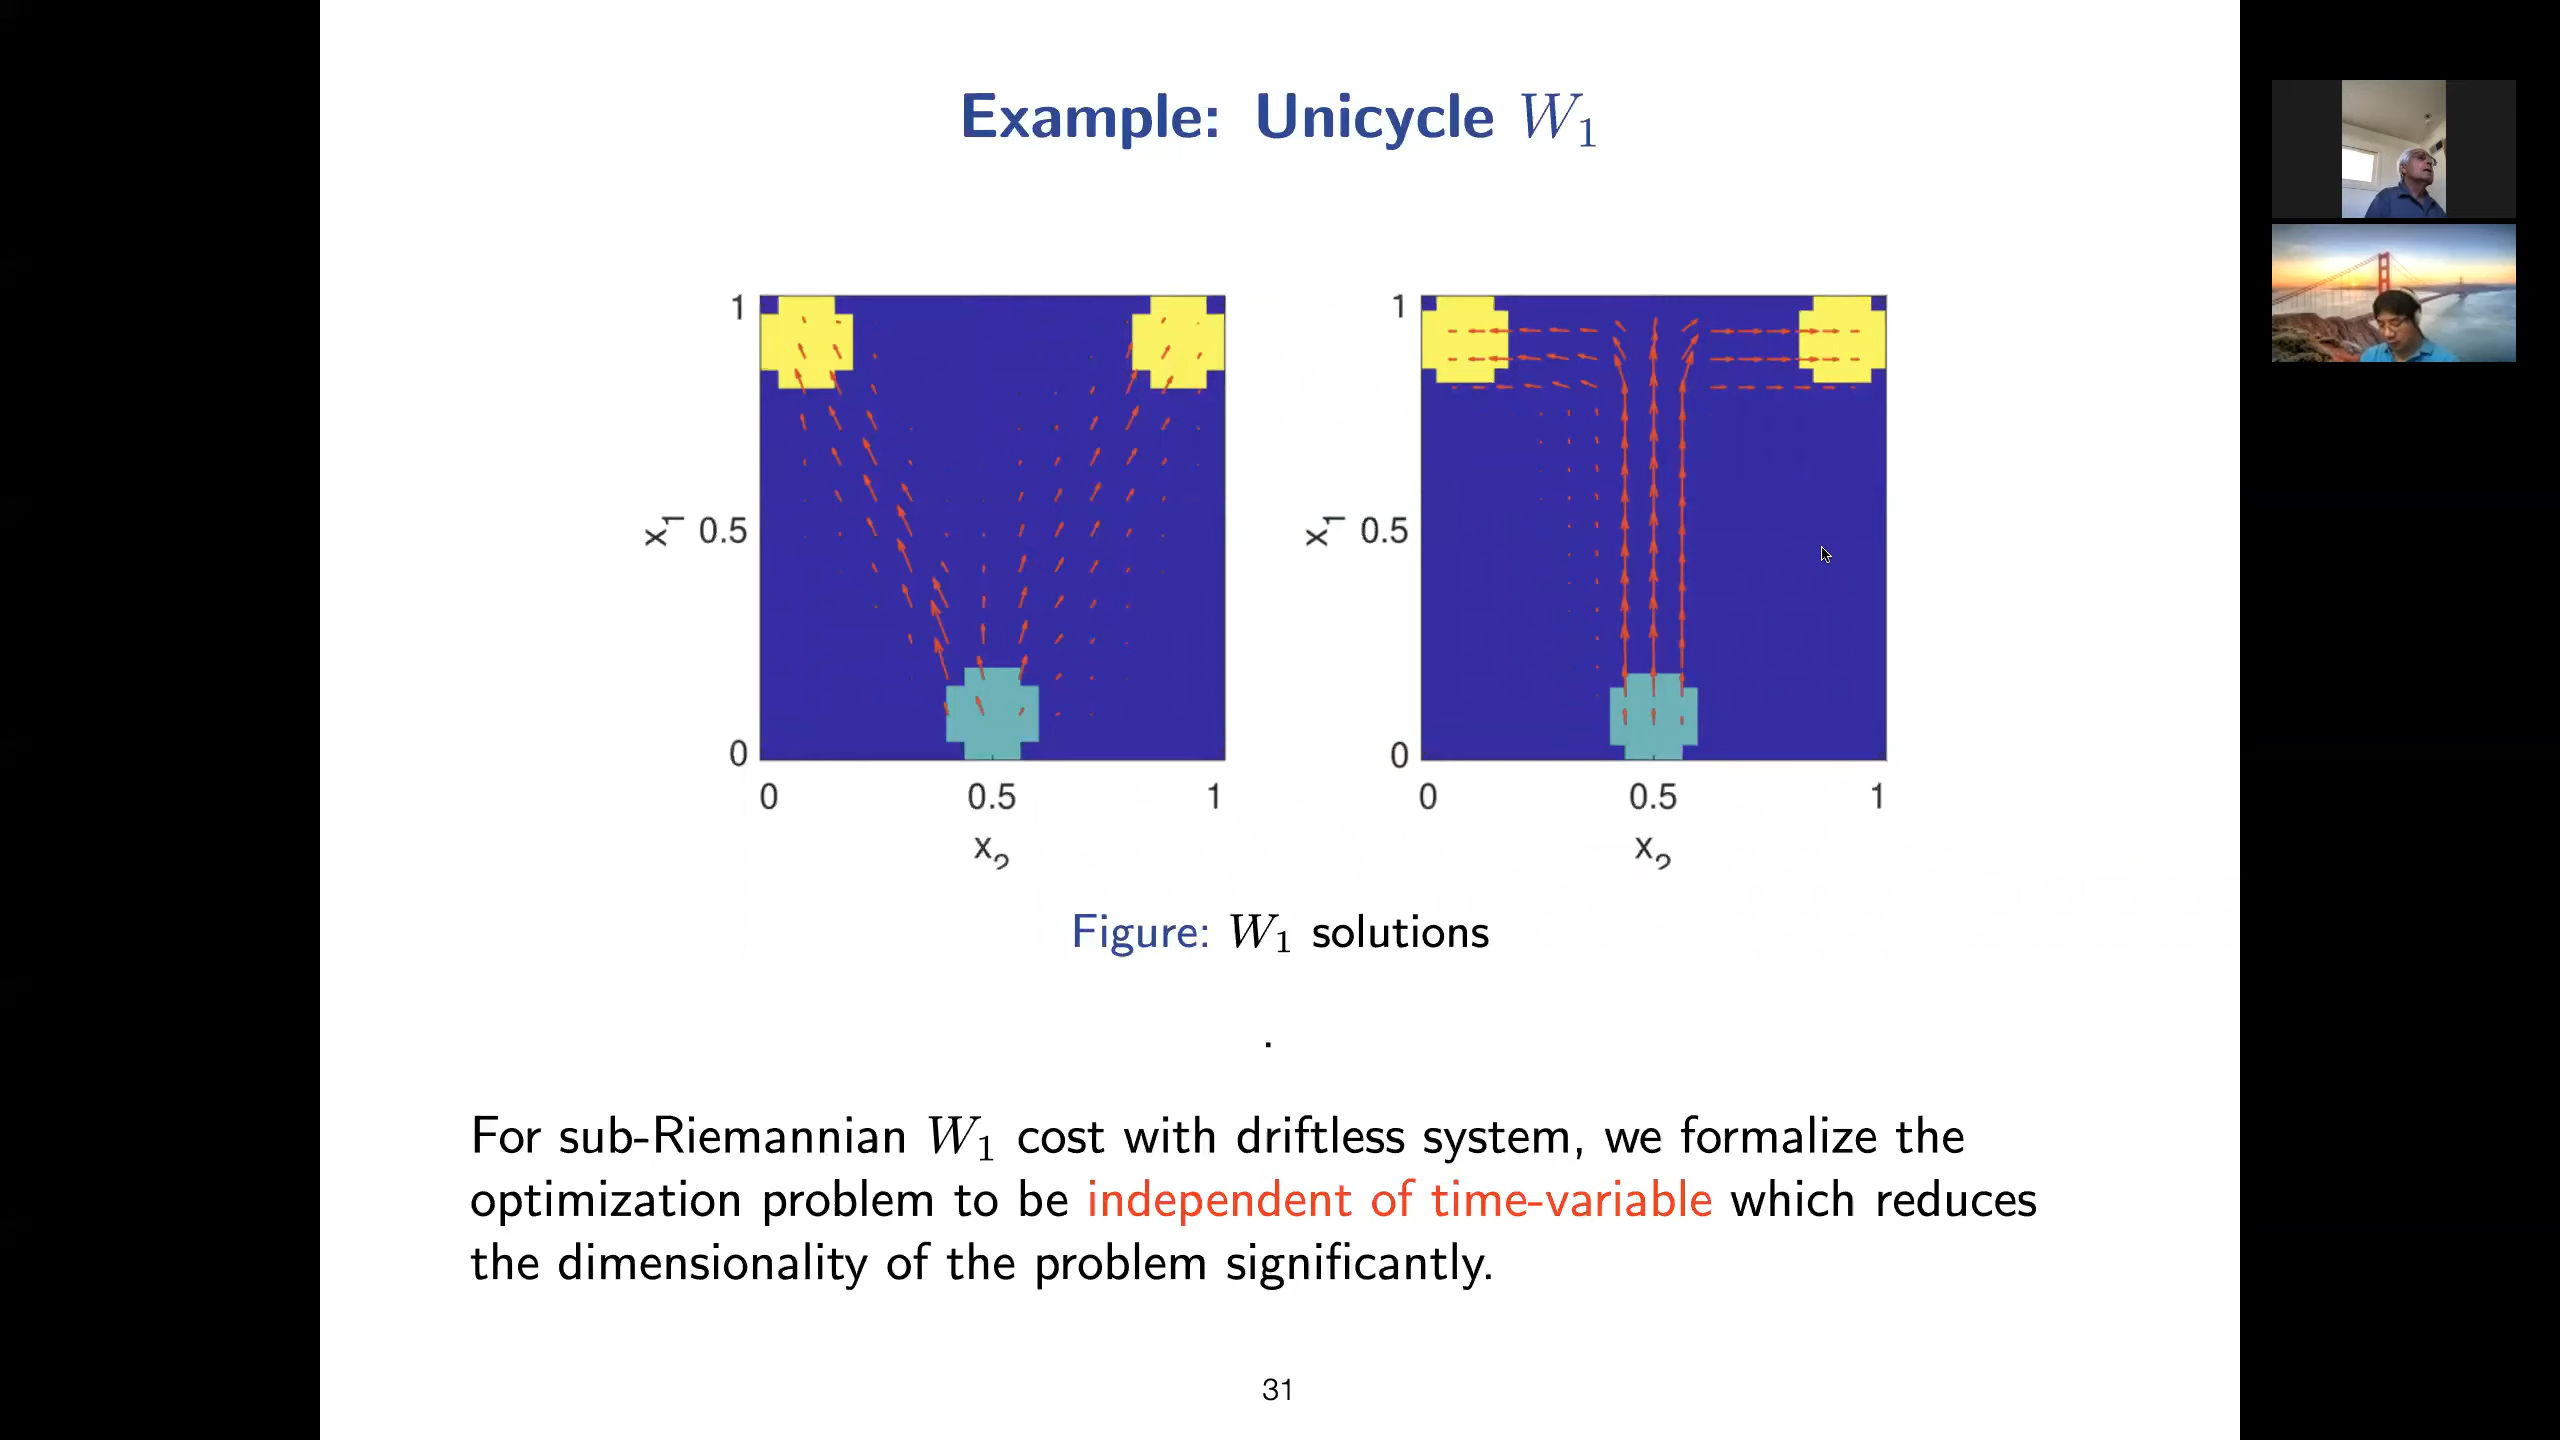 Example: Unicycle W₁
1
0.5
0
x₁
0
0.5
1
x₂
1
0.5
0
x₁
0
0.5
1
x₂
Figure: W₁ solutions
.
For sub-Riemannian W₁ cost with driftless system, we formalize the
optimization problem to be independent of time-variable which reduces
the dimensionality of the problem significantly.
31